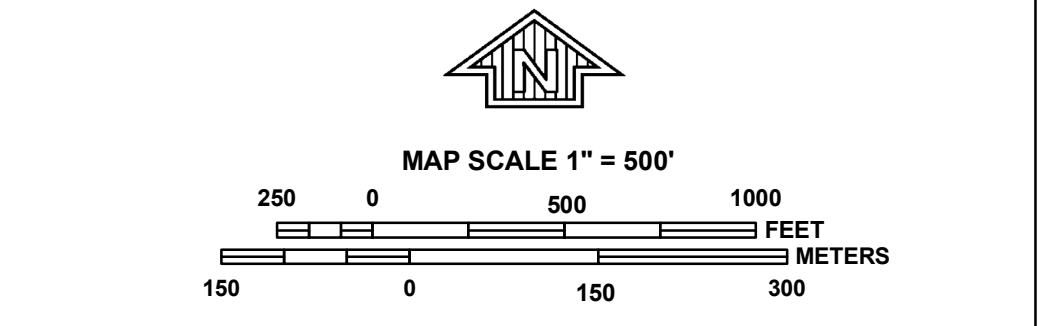 N
MAP SCALE 1" = 500'
250 0 500 1000
FEET
METERS
150 0 150 300